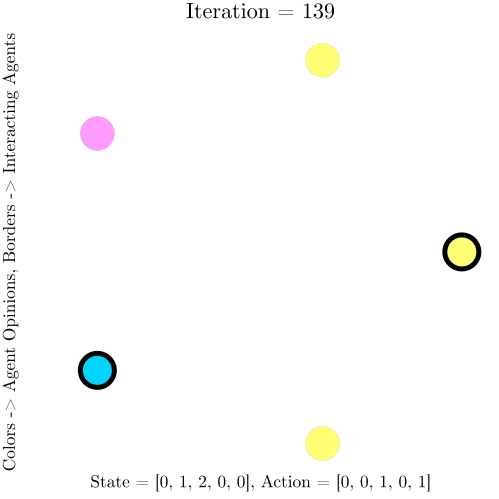 Iteration = 139
Colors -> Agent Opinions, Borders -> Interacting Agents
State = [0, 1, 2, 0, 0], Action = [0, 0, 1, 0, 1]